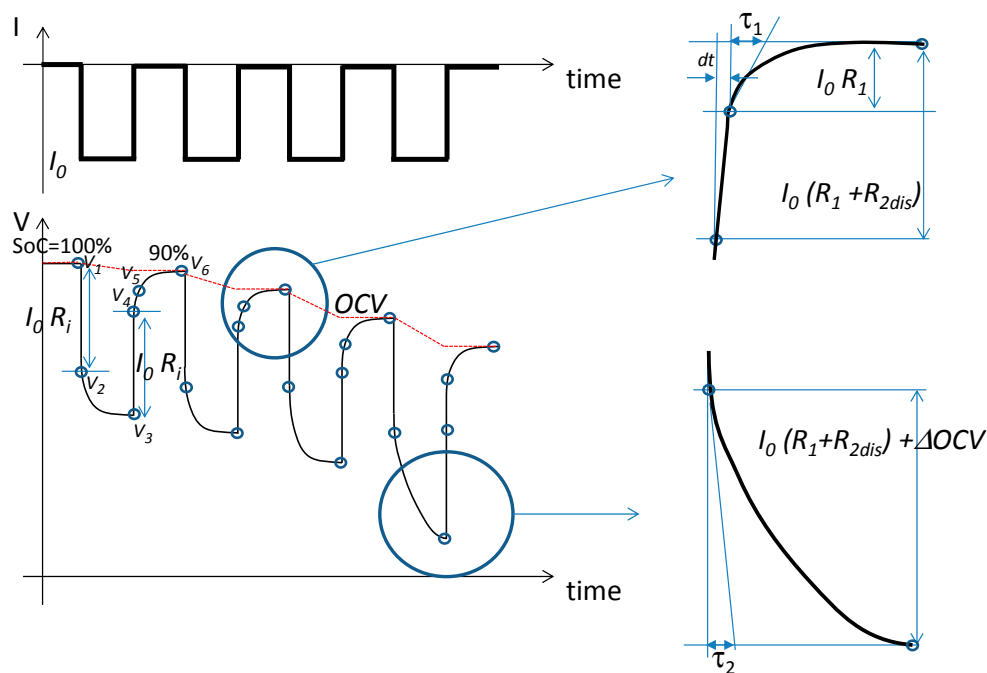 I
time
I₀
V
SoC=100%
V₁
90%
V₆
V₅
V₄
OCV
I₀ Rᵢ
I₀ Rᵢ
V₂
V₃
time
τ₁
dt
I₀ R₁
I₀ (R₁ +R₂dis)
I₀ (R₁+R₂dis) +ΔOCV
τ₂